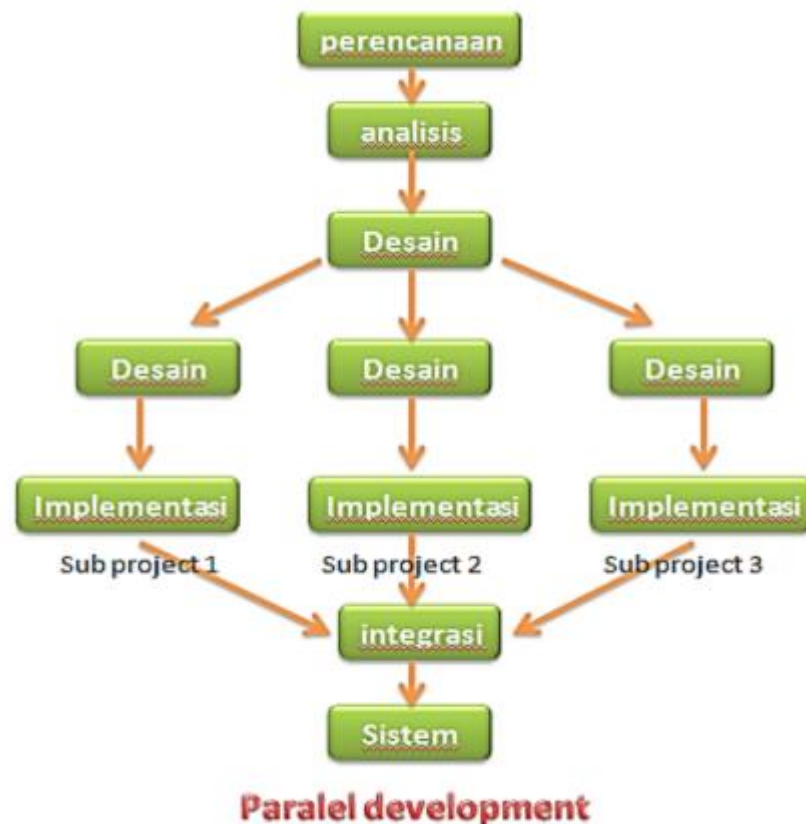 perencanaan
analisis
Desain
Desain
Desain
Desain
Implementasi
Implementasi
Implementasi
Sub project 1
Sub project 2
Sub project 3
integrasi
Sistem
Paralel development